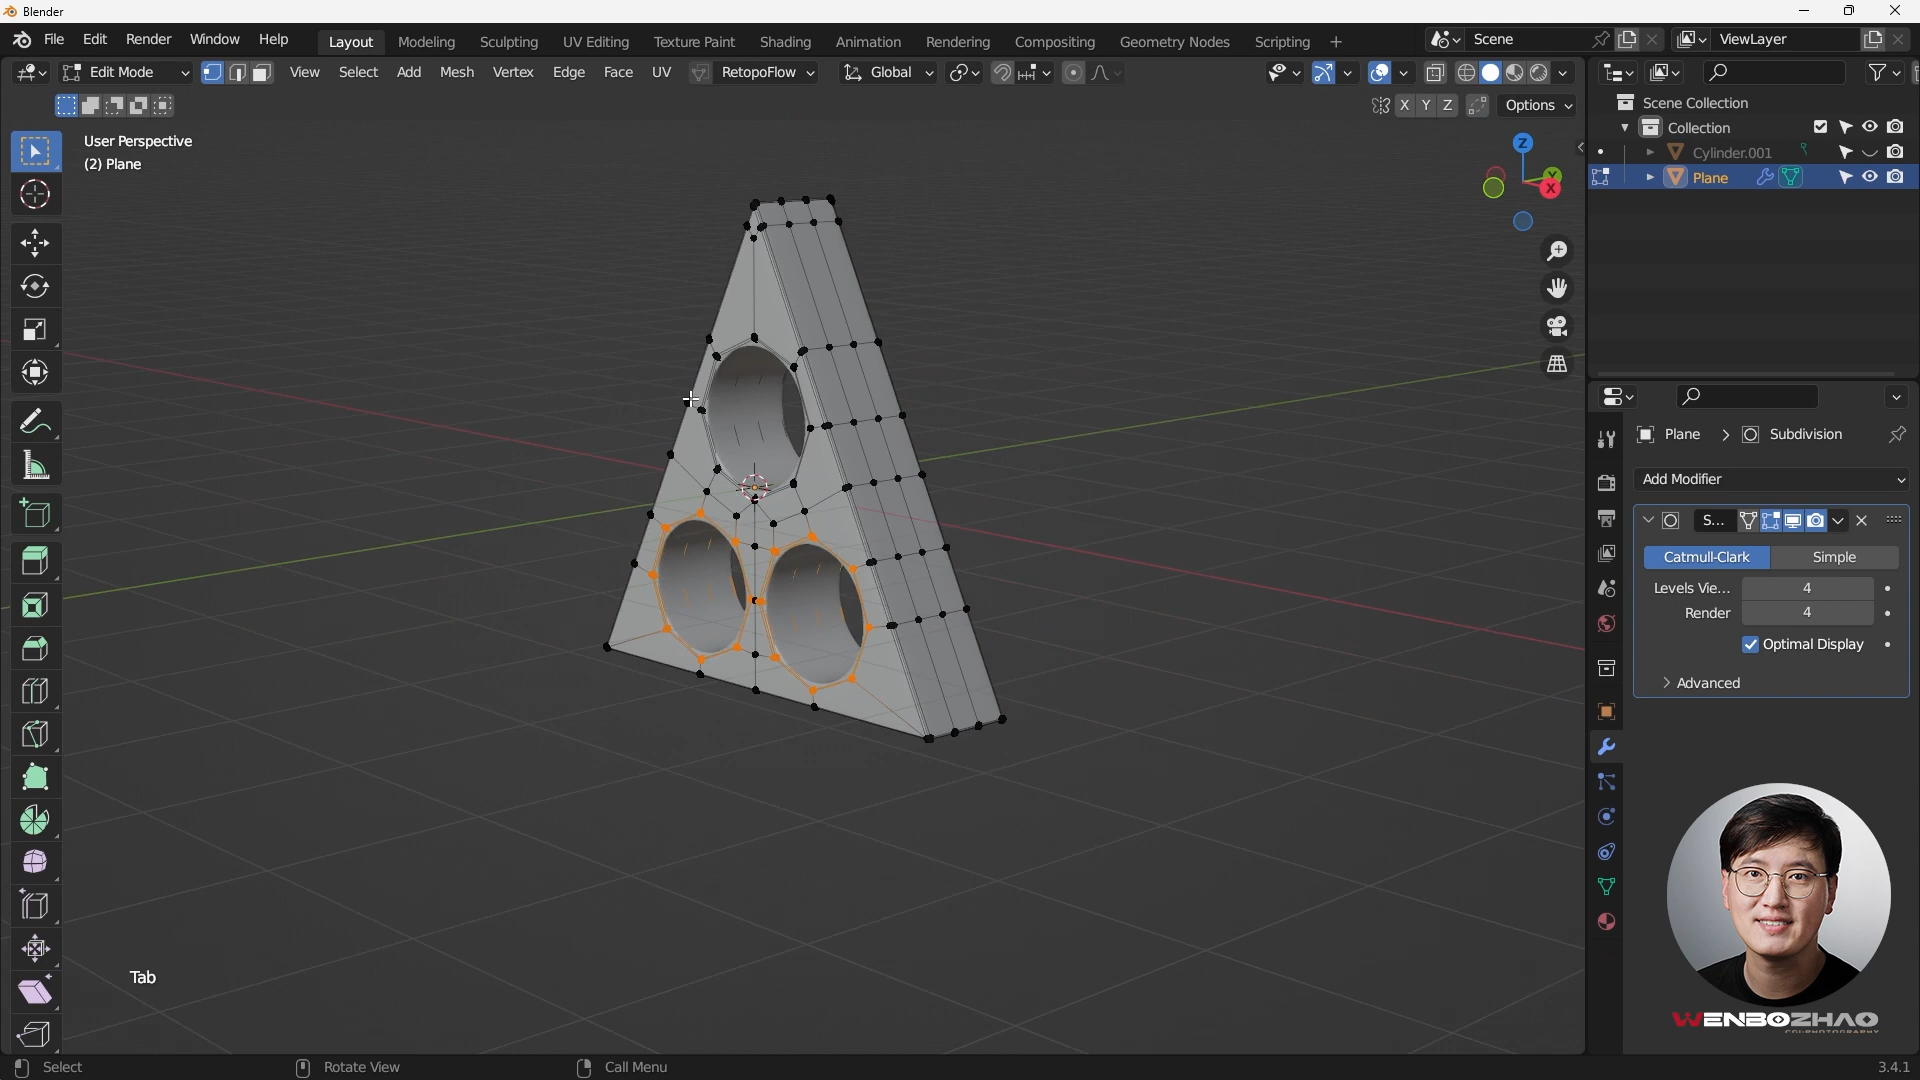 Blender
File Edit Render Window Help Layout Modeling Sculpting UV Editing Texture Paint Shading Animation Rendering Compositing Geometry Nodes Scripting + Scene ViewLayer
Edit Mode View Select Add Mesh Vertex Edge Face UV RetopoFlow Global
X Y Z Options
Scene Collection
Collection
Cylinder.001
Plane
User Perspective
(2) Plane
Z
Y
X
Plane > Subdivision
Add Modifier
S...
Catmull-Clark Simple
Levels Vie... 4
Render 4
Optimal Display
Advanced
Tab
WENBOZHAO
Select Rotate View Call Menu 3.4.1